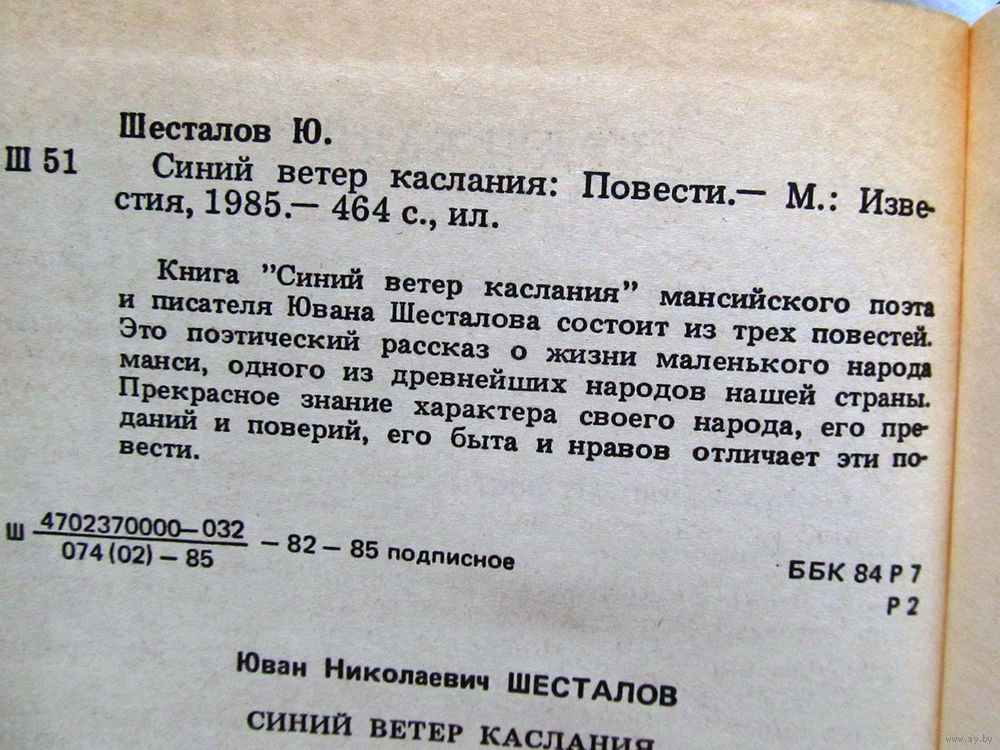 Шесталов Ю.
Ш 51 Синий ветер каслания: Повести.— М.: Изве-
стия, 1985.— 464 с., ил.
Книга "Синий ветер каслания" мансийского поэта
и писателя Ювана Шесталова состоит из трех повестей.
Это поэтический рассказ о жизни маленького народа
манси, одного из древнейших народов нашей страны.
Прекрасное знание характера своего народа, его пре-
даний и поверий, его быта и нравов отличает эти по-
вести.
Ш 4702370000—032
074 (02) — 85
— 82 — 85 подписное
ББК 84 Р 7
Р 2
Юван Николаевич ШЕСТАЛОВ
СИНИЙ ВЕТЕР КАСЛАНИЯ
www.ay.by